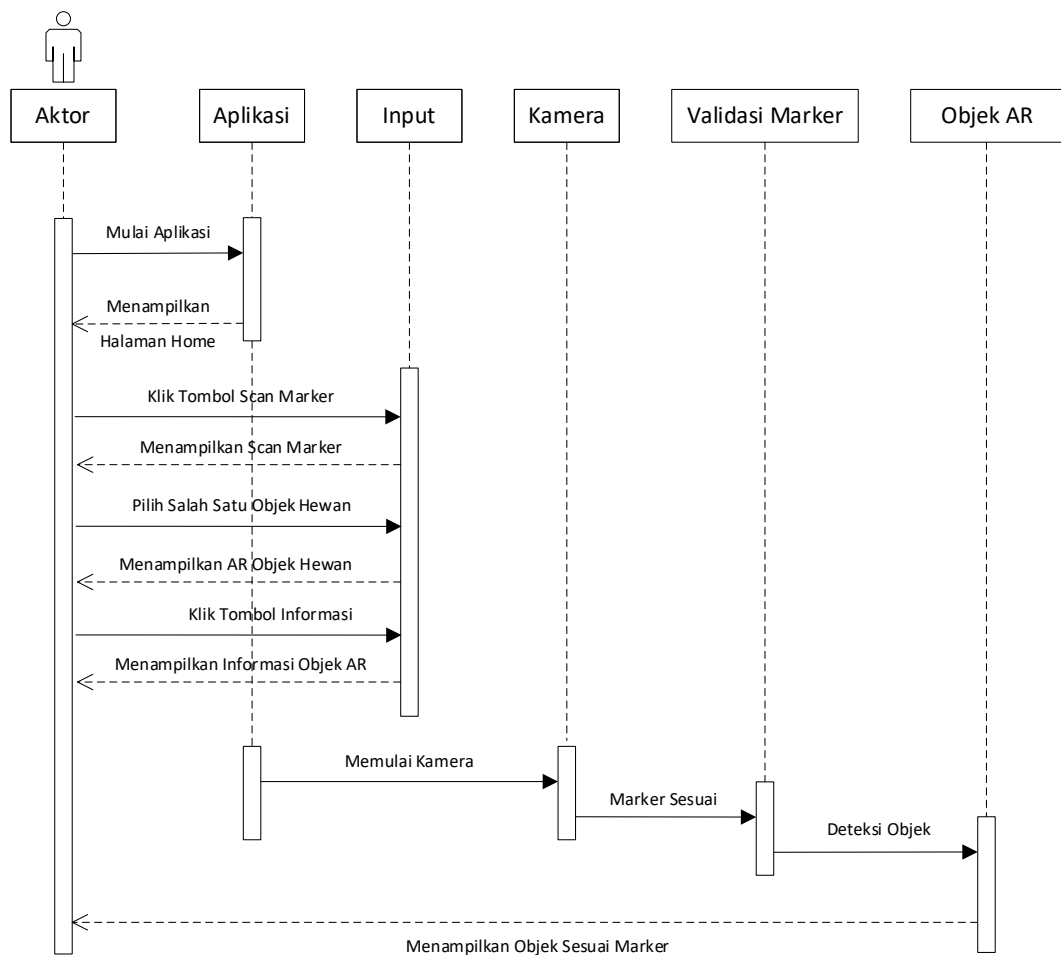 Aktor
Aplikasi
Input
Kamera
Validasi Marker
Objek AR
Mulai Aplikasi
Menampilkan
Halaman Home
Klik Tombol Scan Marker
Menampilkan Scan Marker
Pilih Salah Satu Objek Hewan
Menampilkan AR Objek Hewan
Klik Tombol Informasi
Menampilkan Informasi Objek AR
Memulai Kamera
Marker Sesuai
Deteksi Objek
Menampilkan Objek Sesuai Marker